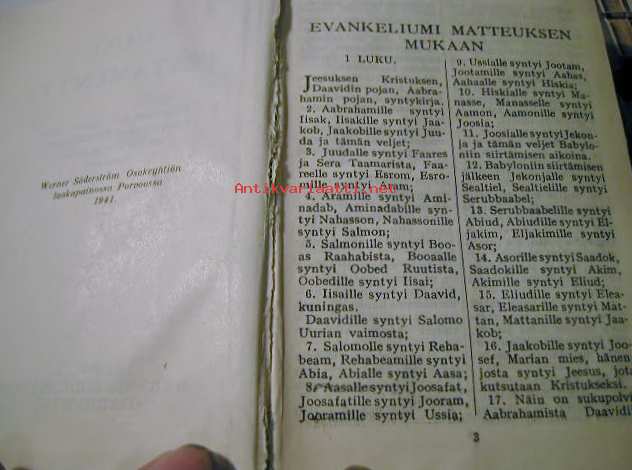 Werner Söderström Osakeyhtiön
laakapainossa Porvoossa
1941.
EVANKELIUMI MATTEUKSEN
MUKAAN
1 LUKU.
Jeesuksen Kristuksen,
Daavidin pojan, Aabra-
hamin pojan, syntykirja.
2. Aabrahamille syntyi
Iisak, Iisakille syntyi Jaa-
kob, Jaakobille syntyi Juu-
da ja tämän veljet;
3. Juudalle syntyi Faares
ja Sera Taamarista, Faa-
reelle syntyi Esrom, Esro-
mille syntyi Aram;
4. Aramille syntyi Ami-
nadab, Aminadabille syn-
tyi Nahasson, Nahassonille
syntyi Salmon;
5. Salmonille syntyi Boo-
as Raahabista, Booaalle
syntyi Oobed Ruutista,
Oobedille syntyi Iisai;
6. Iisaille syntyi Daavid,
kuningas.
Daavidille syntyi Salomo
Uurian vaimosta;
7. Salomolle syntyi Reha-
beam, Rehabeamille syntyi
Abia, Abialle syntyi Aasa;
8. Aasalle syntyi Joosafat,
Joosafatille syntyi Jooram,
Jooramille syntyi Ussia;
9. Ussialle syntyi Jootam,
Jootamille syntyi Aahas,
Aahaalle syntyi Hiskia;
10. Hiskialle syntyi Ma-
nasse, Manasselle syntyi
Aamon, Aamonille syntyi
Joosia;
11. Joosialle syntyi Jekon-
ja ja tämän veljet Babylo-
niin siirtämisen aikoina.
12. Babyloniin siirtämisen
jälkeen Jekonjalle syntyi
Sealtiel, Sealtielille syntyi
Serubbaabel;
13. Serubbaabelille syntyi
Abiud, Abiudille syntyi El-
jakim, Eljakimille syntyi
Asor;
14. Asorille syntyi Saadok,
Saadokille syntyi Akim,
Akimille syntyi Eliud;
15. Eliudille syntyi Elea-
sar, Eleasarille syntyi Mat-
tan, Mattanille syntyi Jaa-
kob;
16. Jaakobille syntyi Joo-
sef, Marian mies, hänen
josta syntyi Jeesus, jota
kutsutaan Kristukseksi.
17. Näin on sukupolvi
Aabrahamista Daavidi
3
Antikvariaatti.net